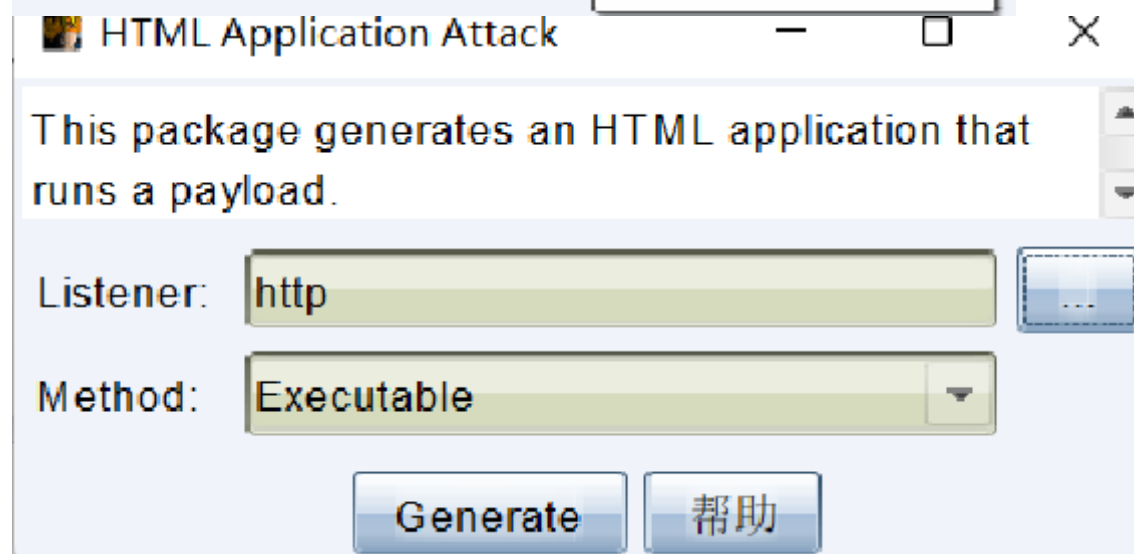 HTML Application Attack
This package generates an HTML application that
runs a payload.
Listener: http ...
Method: Executable
Generate 帮助